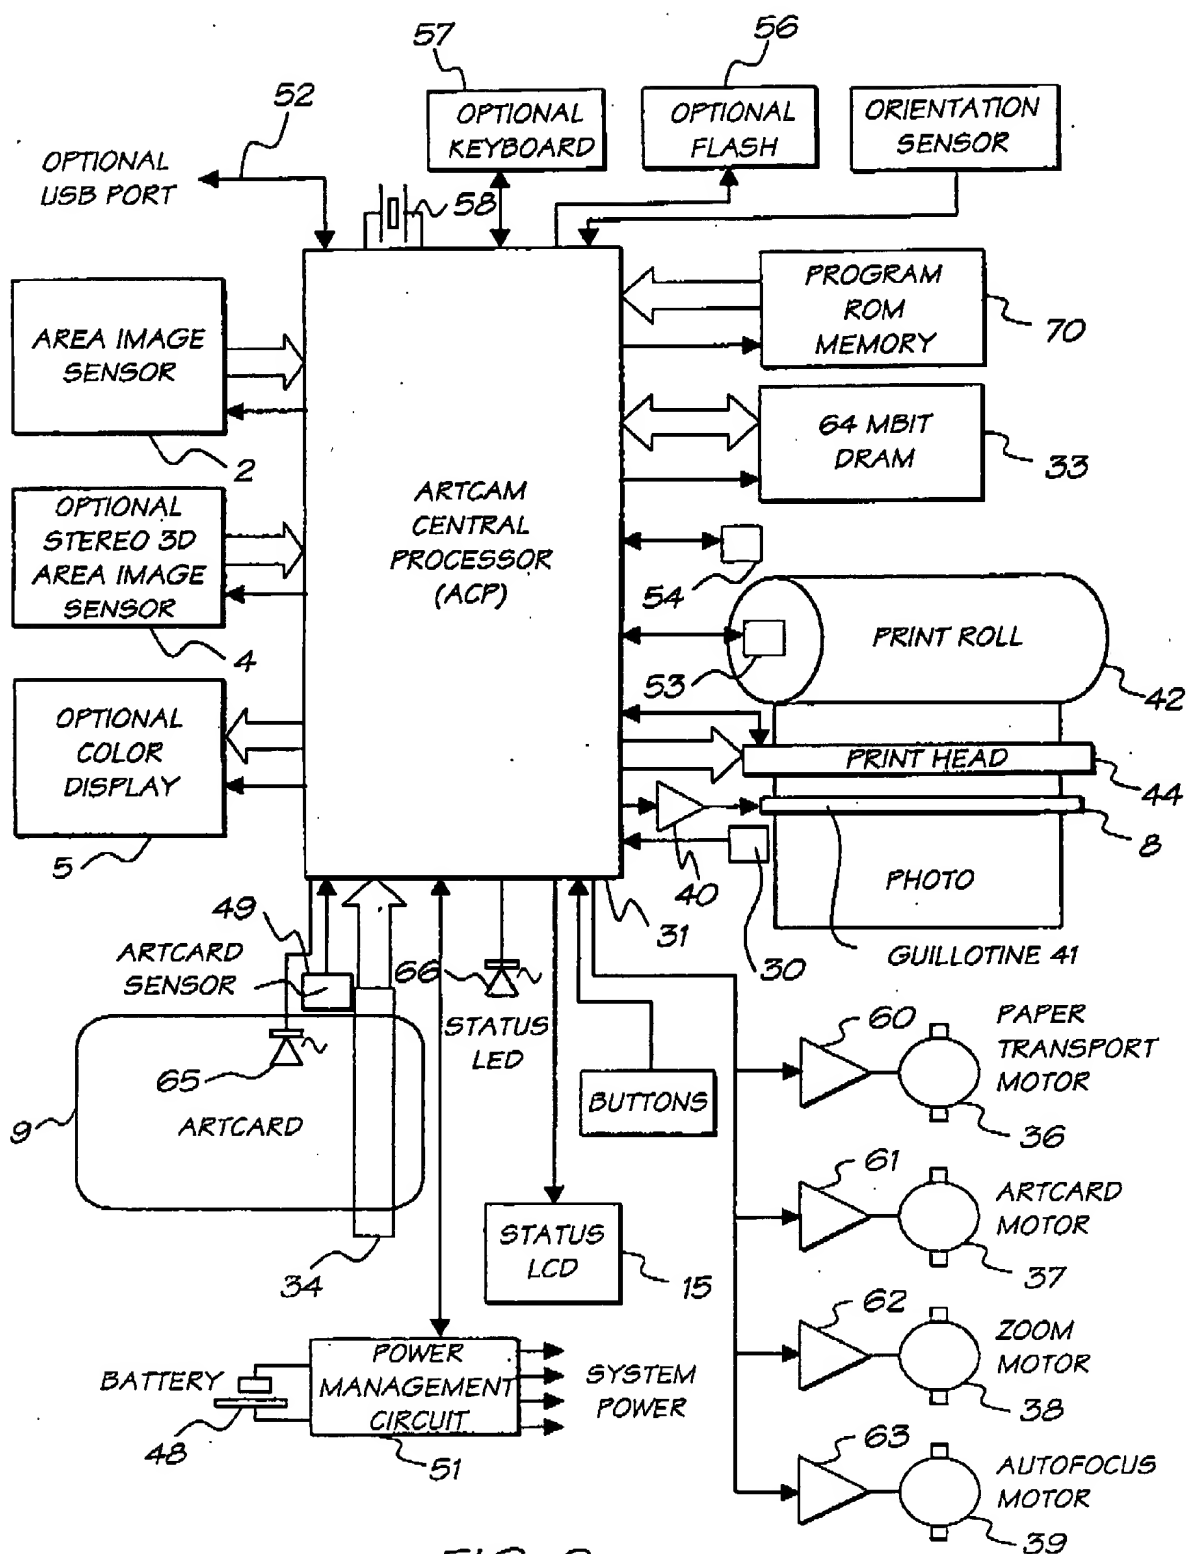 57
56
52
OPTIONAL
KEYBOARD
OPTIONAL
FLASH
ORIENTATION
SENSOR
OPTIONAL
USB PORT
58
AREA IMAGE
SENSOR
2
PROGRAM
ROM
MEMORY
70
64 MBIT
DRAM
33
OPTIONAL
STEREO 3D
AREA IMAGE
SENSOR
4
ARTCAM
CENTRAL
PROCESSOR
(ACP)
54
PRINT ROLL
53
42
OPTIONAL
COLOR
DISPLAY
5
PRINT HEAD
44
8
40
PHOTO
31
30
GUILLOTINE 41
49
ARTCARD
SENSOR
66
STATUS
LED
65
ARTCARD
9
34
BUTTONS
STATUS
LCD
15
60
PAPER
TRANSPORT
MOTOR
36
61
ARTCARD
MOTOR
37
62
ZOOM
MOTOR
38
63
AUTOFOCUS
MOTOR
39
BATTERY
48
POWER
MANAGEMENT
CIRCUIT
51
SYSTEM
POWER